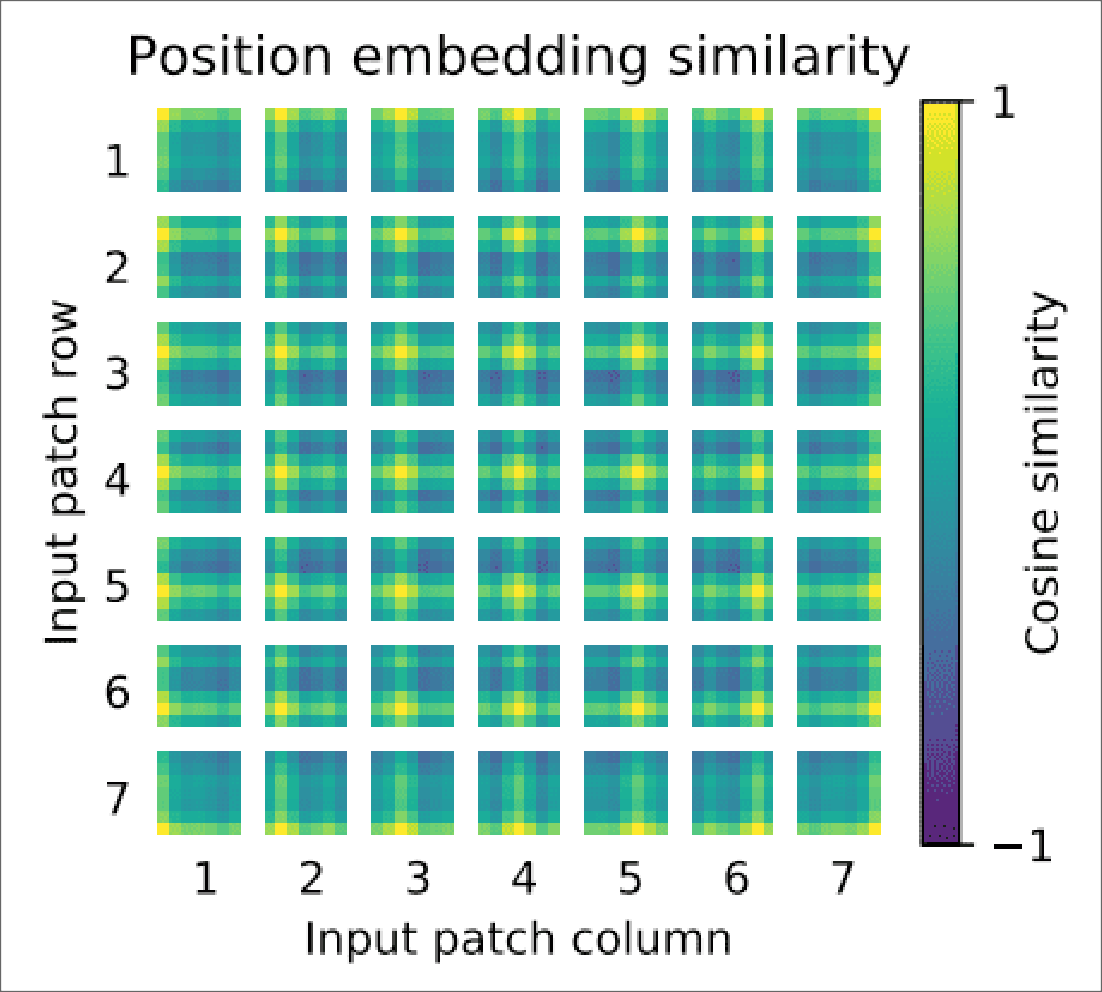 Position embedding similarity
1
1
2
3
4
5
6
7
Input patch row
Cosine similarity
−1
1 2 3 4 5 6 7
Input patch column